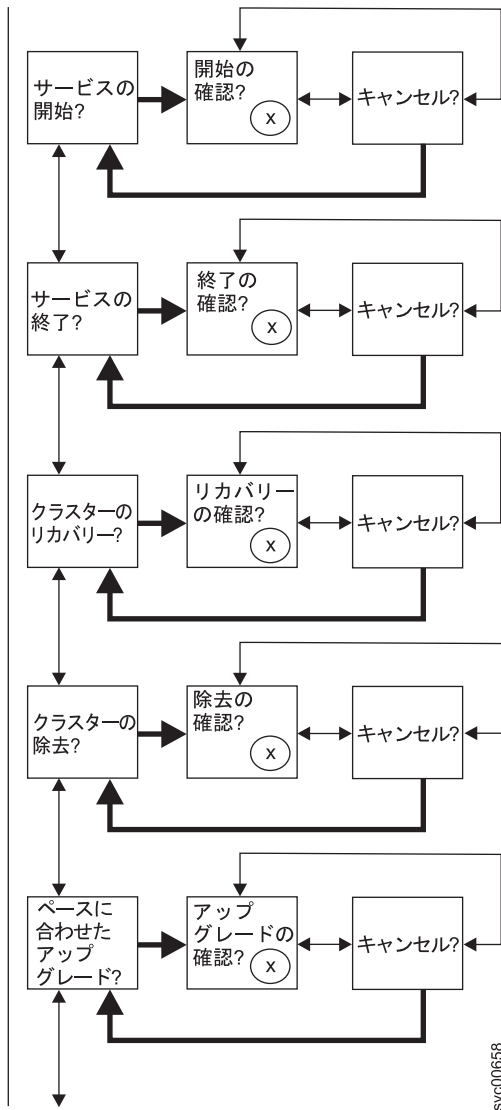 サービスの
開始?
開始の
確認?
x
キャンセル?
サービスの
終了?
終了の
確認?
x
キャンセル?
クラスターの
リカバリー?
リカバリー
の確認?
x
キャンセル?
クラスターの
除去?
除去の
確認?
x
キャンセル?
ペースに
合わせた
アップ
グレード?
アップ
グレードの
確認?
x
キャンセル?
svc00658